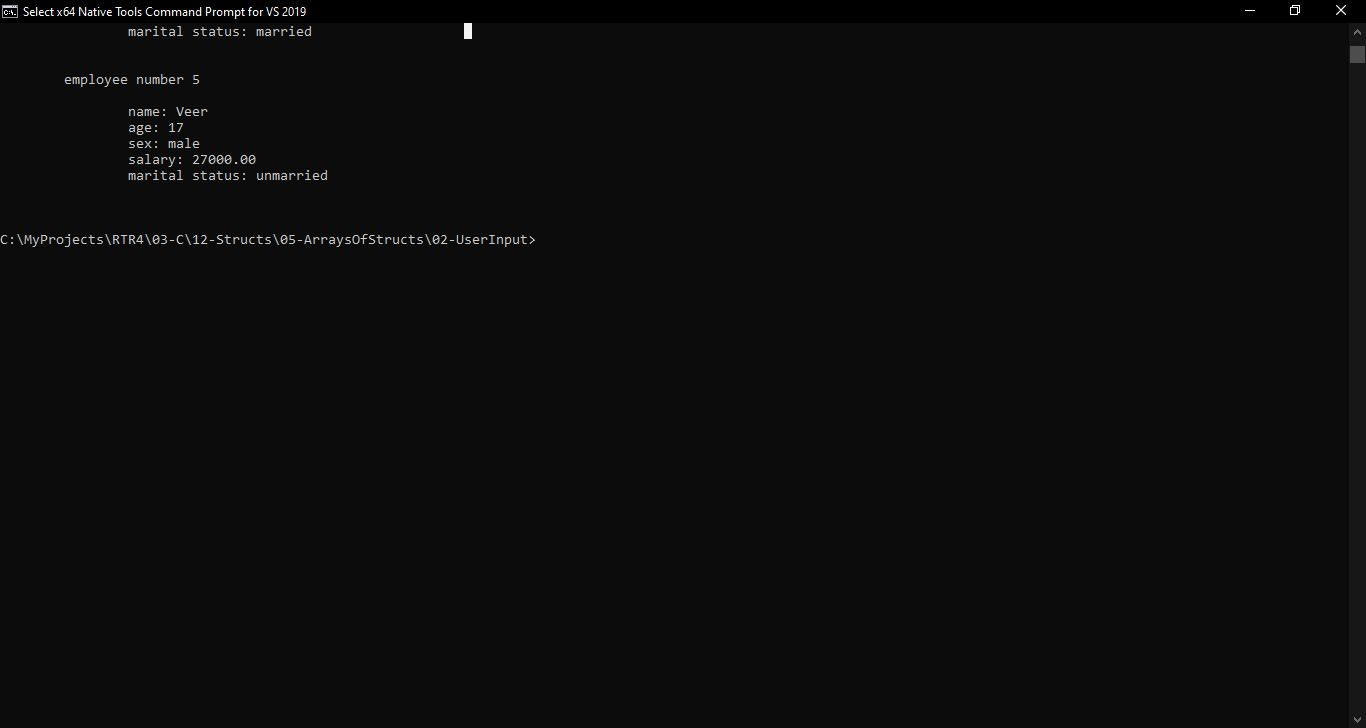 Select x64 Native Tools Command Prompt for VS 2019
marital status: married
employee number 5
name: Veer
age: 17
sex: male
salary: 27000.00
marital status: unmarried
C:\MyProjects\RTR4\03-C\12-Structs\05-ArraysOfStructs\02-UserInput>